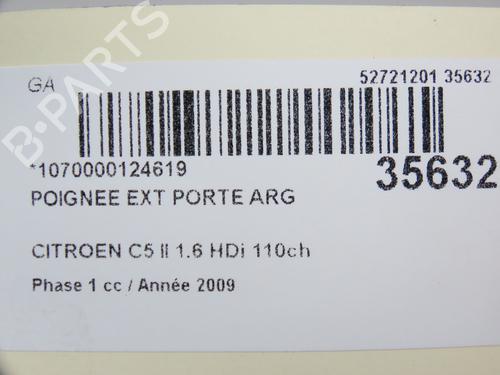 GA
52721201 35632
*1070000124619
35632
POIGNEE EXT PORTE ARG
CITROEN C5 II 1.6 HDi 110ch
Phase 1 cc / Année 2009
B-PARTS